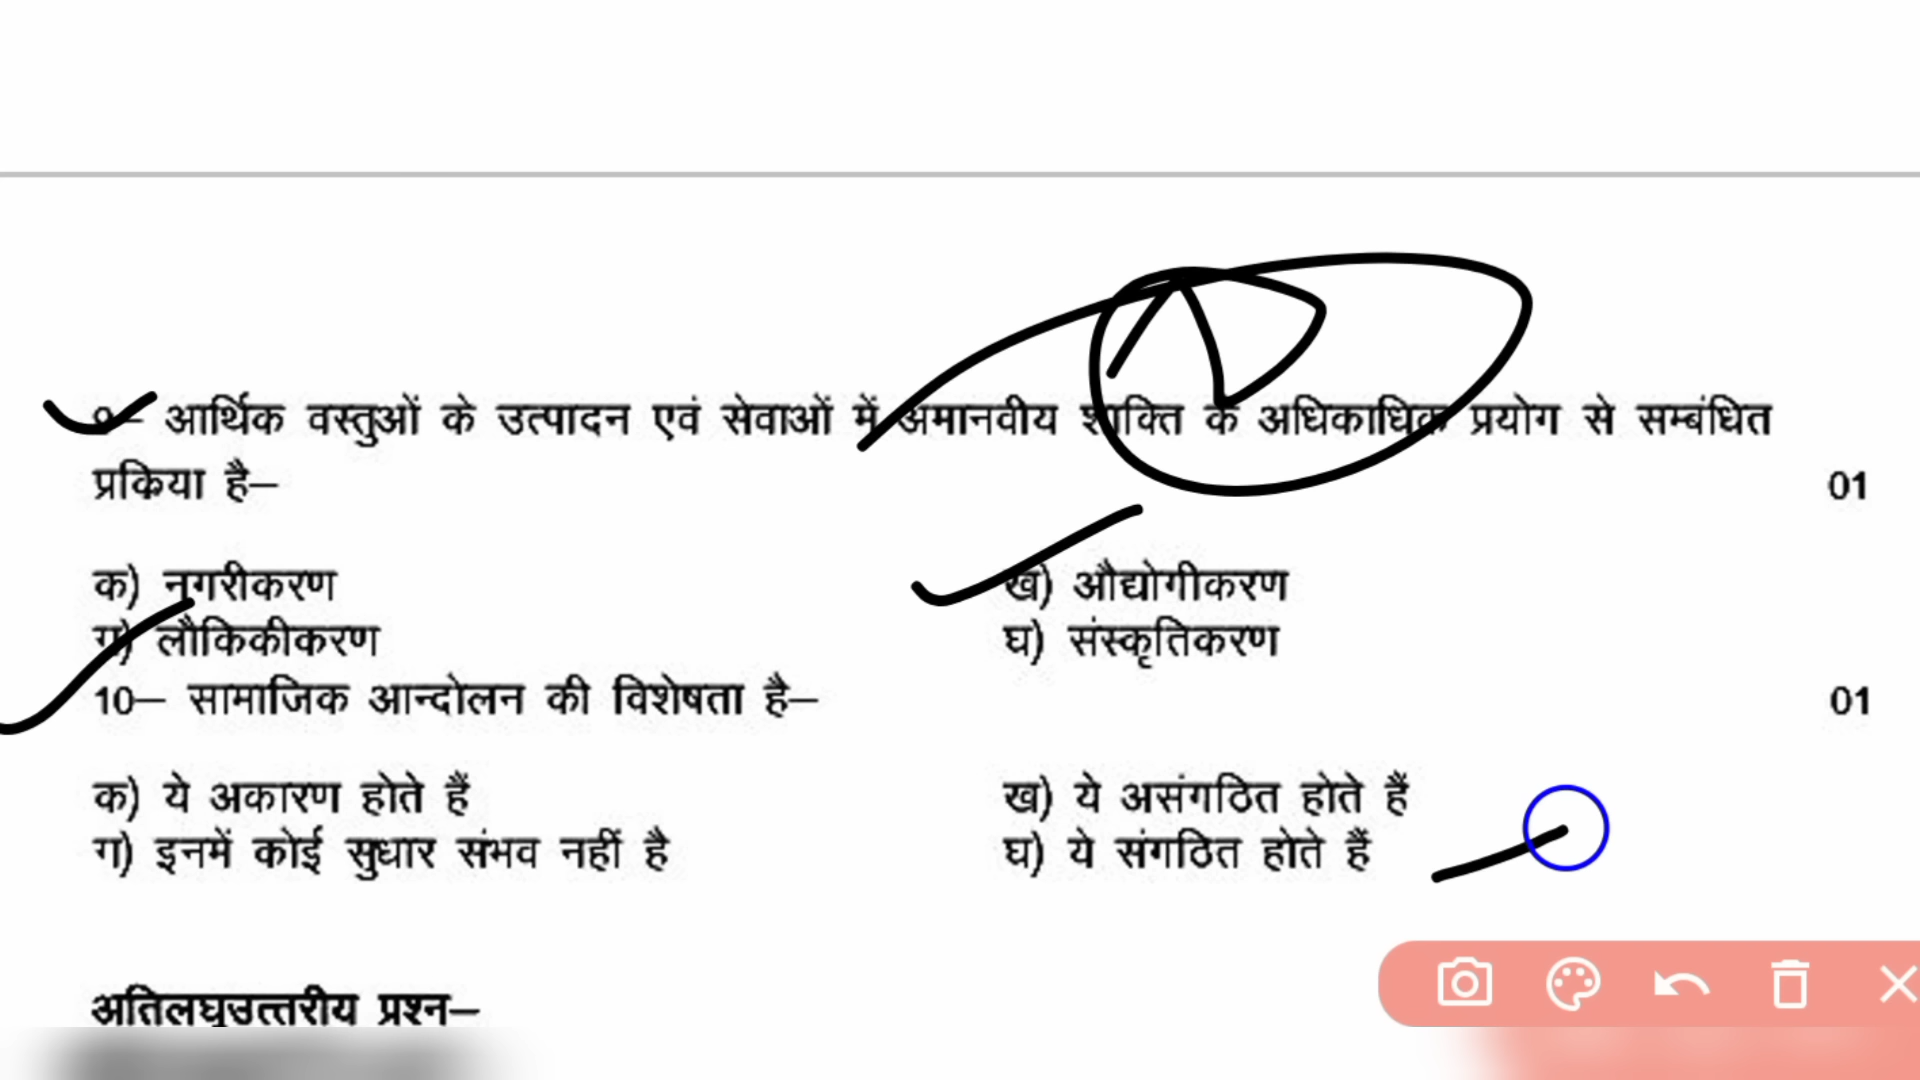 9– आर्थिक वस्तुओं के उत्पादन एवं सेवाओं में अमानवीय शक्ति के अधिकाधिक प्रयोग से सम्बंधित
प्रकिया है– 01
क) नगरीकरण ख) औद्योगीकरण
ग) लौकिकीकरण घ) संस्कृतिकरण
10– सामाजिक आन्दोलन की विशेषता है– 01
क) ये अकारण होते हैं ख) ये असंगठित होते हैं
ग) इनमें कोई सुधार संभव नहीं है घ) ये संगठित होते हैं
अतिलघुउत्तरीय प्रश्न–